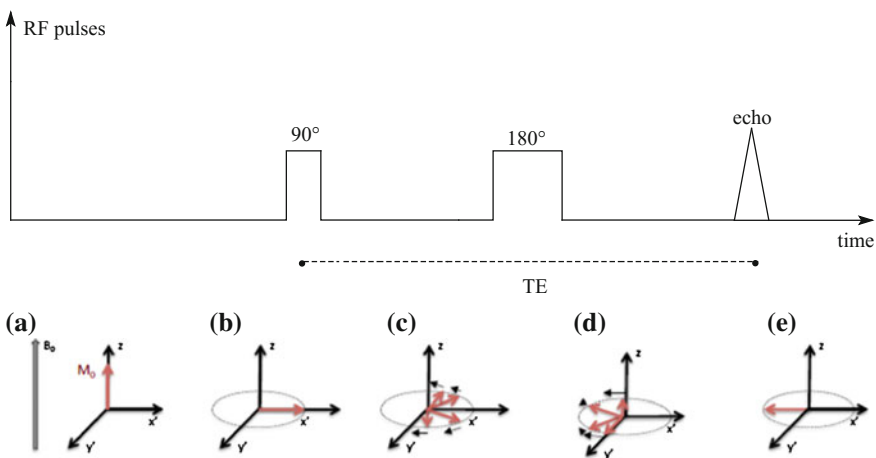 RF pulses
90°
180°
echo
time
TE
(a) (b) (c) (d) (e)
B₀ z M₀ x' y'
z x' y'
z x' y'
z x' y'
z x' y'